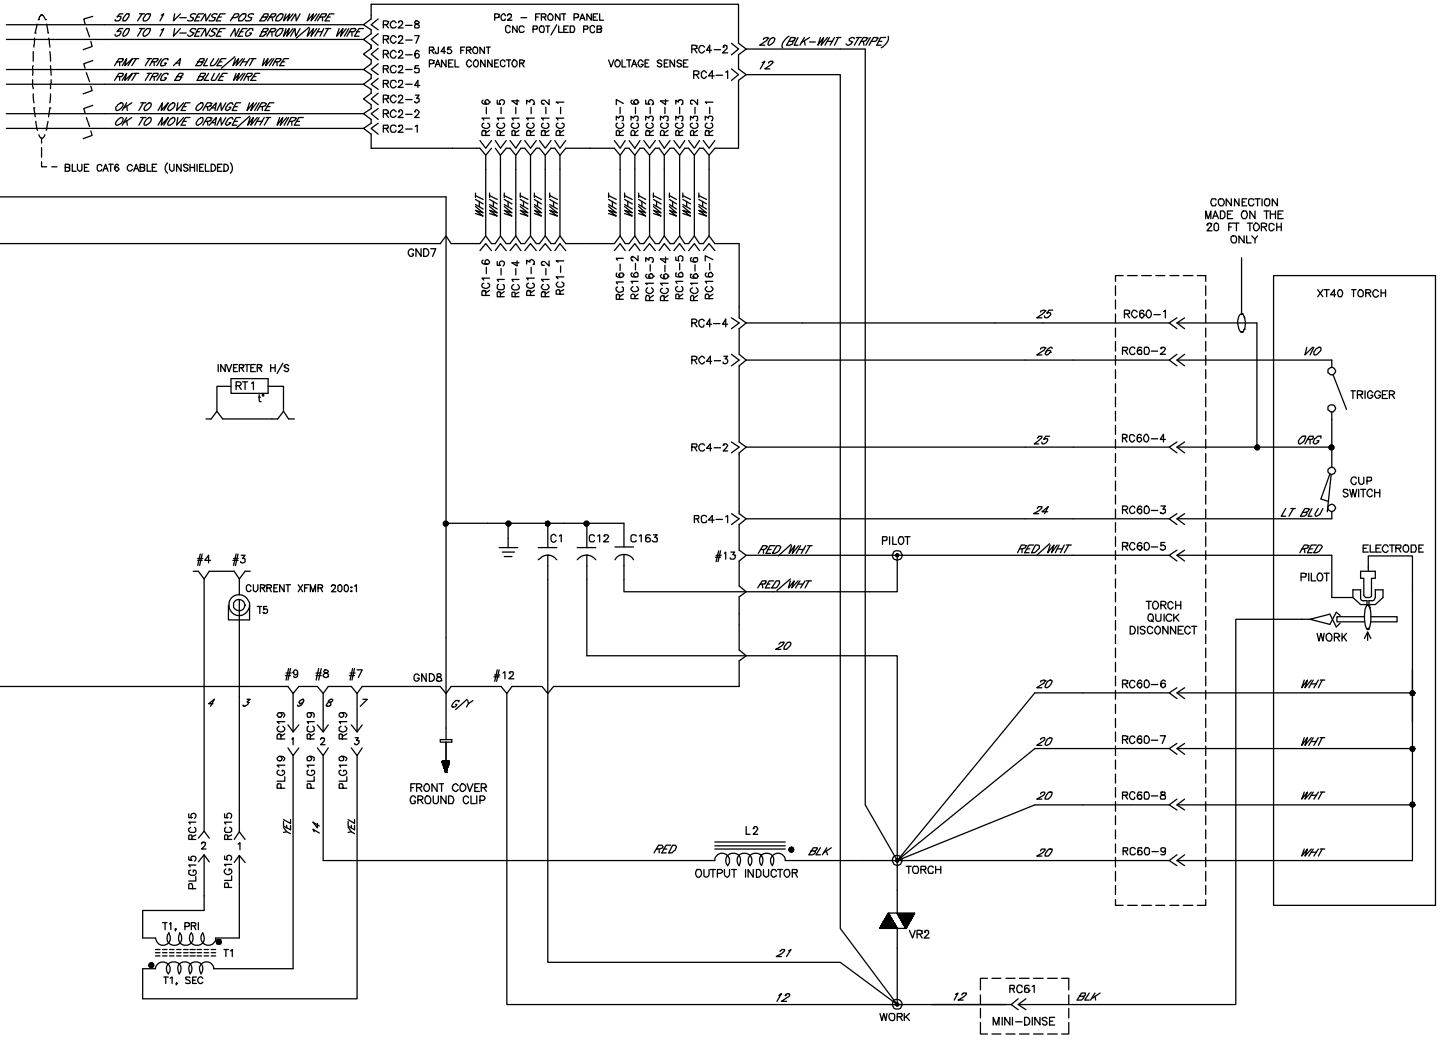 50 TO 1 V-SENSE POS BROWN WIRE
50 TO 1 V-SENSE NEG BROWN/WHT WIRE
RMT TRIG A BLUE/WHT WIRE
RMT TRIG B BLUE WIRE
OK TO MOVE ORANGE WIRE
OK TO MOVE ORANGE/WHT WIRE
BLUE CAT6 CABLE (UNSHIELDED)
RC2-8
RC2-7
RC2-6
RC2-5
RC2-4
RC2-3
RC2-2
RC2-1
RJ45 FRONT
PANEL CONNECTOR
PC2 - FRONT PANEL
CNC POT/LED PCB
VOLTAGE SENSE
RC4-2
RC4-1
20 (BLK-WHT STRIPE)
12
RC1-6
RC1-5
RC1-4
RC1-3
RC1-2
RC1-1
RC3-7
RC3-6
RC3-5
RC3-4
RC3-3
RC3-2
RC3-1
WHT
WHT
WHT
WHT
WHT
WHT
WHT
WHT
WHT
WHT
WHT
WHT
WHT
GND7
RC1-6
RC1-5
RC1-4
RC1-3
RC1-2
RC1-1
RC16-1
RC16-2
RC16-3
RC16-4
RC16-5
RC16-6
RC16-7
CONNECTION
MADE ON THE
20 FT TORCH
ONLY
XT40 TORCH
RC4-4
25
RC60-1
RC4-3
26
RC60-2
VIO
TRIGGER
INVERTER H/S
RT1
t°
RC4-2
25
RC60-4
ORG
CUP
SWITCH
RC4-1
24
RC60-3
LT BLU
C1
C12
C163
#13
RED/WHT
PILOT
RED/WHT
RC60-5
RED
ELECTRODE
PILOT
RED/WHT
WORK
#4
#3
CURRENT XFMR 200:1
T5
TORCH
QUICK
DISCONNECT
20
#9
#8
#7
GND8
#12
4
3
9
8
7
G/Y
20
RC60-6
WHT
RC19
RC19
RC19
1
2
3
PLG19
PLG19
PLG19
20
RC60-7
WHT
FRONT COVER
GROUND CLIP
20
RC60-8
WHT
YEL
14
YEL
RC15
RC15
2
1
PLG15
PLG15
RED
L2
BLK
OUTPUT INDUCTOR
TORCH
20
RC60-9
WHT
T1, PRI
T1
T1, SEC
VR2
21
12
WORK
12
RC61
MINI-DINSE
BLK